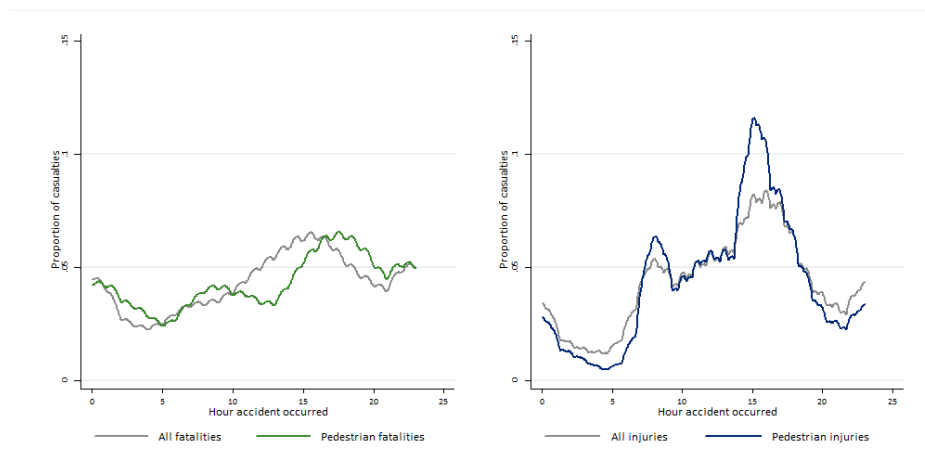 Proportion of casualties
.15
.1
.05
0
0 5 10 15 20 25
Hour accident occurred
All fatalities Pedestrian fatalities
Proportion of casualties
.15
.1
.05
0
0 5 10 15 20 25
Hour accident occurred
All injuries Pedestrian injuries